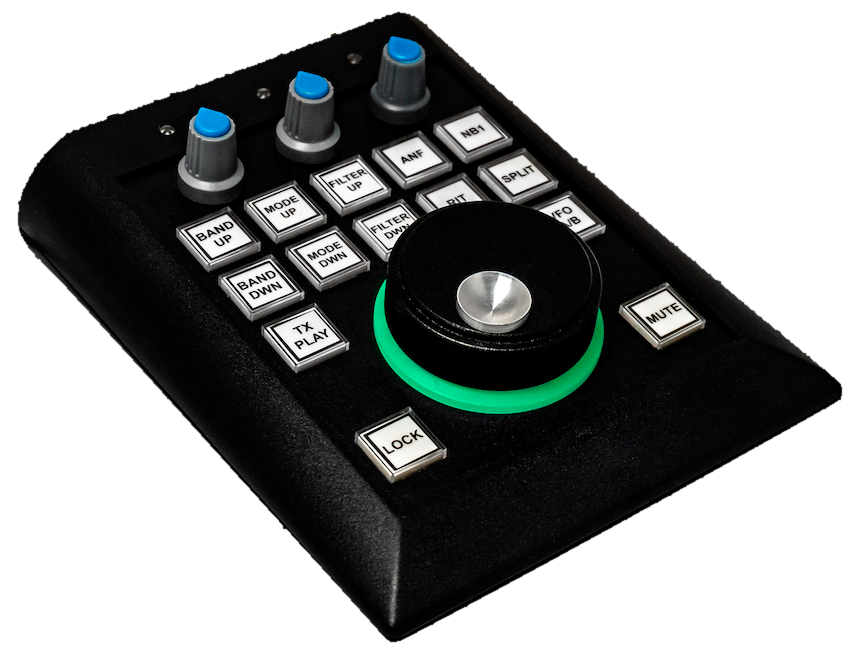 BAND
UP
MODE
UP
FILTER
UP
ANF
NB1
BAND
DWN
MODE
DWN
FILTER
DWN
SPLIT
TX
PLAY
MUTE
LOCK